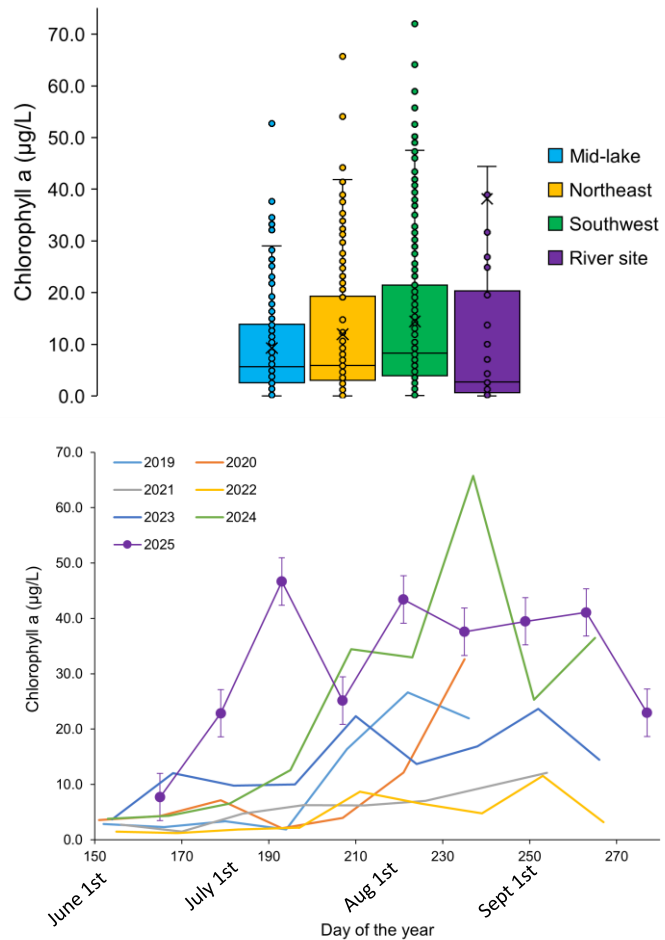 Chlorophyll a (µg/L)
70.0
60.0
50.0
40.0
30.0
20.0
10.0
0.0
Mid-lake
Northeast
Southwest
River site
Chlorophyll a (µg/L)
70.0
60.0
50.0
40.0
30.0
20.0
10.0
0.0
2019 2020
2021 2022
2023 2024
2025
150 170 190 210 230 250 270
June 1st July 1st Aug 1st Sept 1st
Day of the year